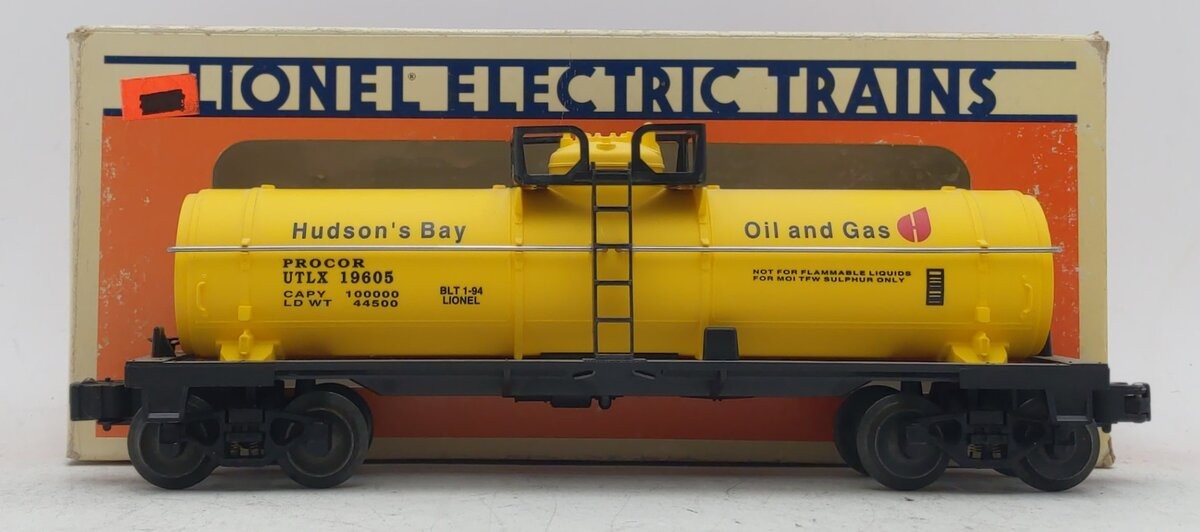 LIONEL® ELECTRIC TRAINS
Hudson's Bay
Oil and Gas
PROCOR
UTLX 19605
CAPY 100000
LD WT 44500
BLT 1-94
LIONEL
NOT FOR FLAMMABLE LIQUIDS
FOR MOI TFW SULPHUR ONLY